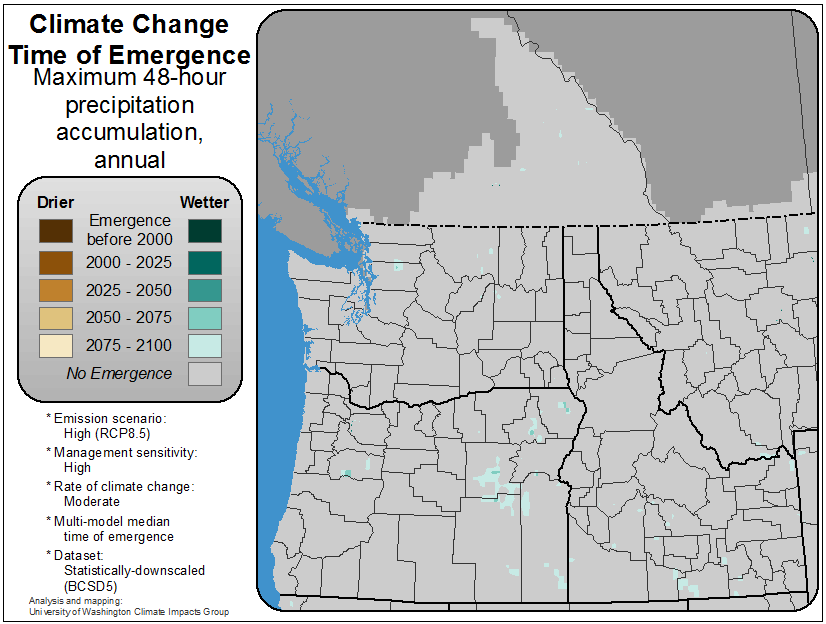 Climate Change
Time of Emergence
Maximum 48-hour
precipitation
accumulation,
annual
Drier
Wetter
Emergence
before 2000
2000 - 2025
2025 - 2050
2050 - 2075
2075 - 2100
No Emergence
* Emission scenario:
High (RCP8.5)
* Management sensitivity:
High
* Rate of climate change:
Moderate
* Multi-model median
time of emergence
* Dataset:
Statistically-downscaled
(BCSD5)
Analysis and mapping:
University of Washington Climate Impacts Group